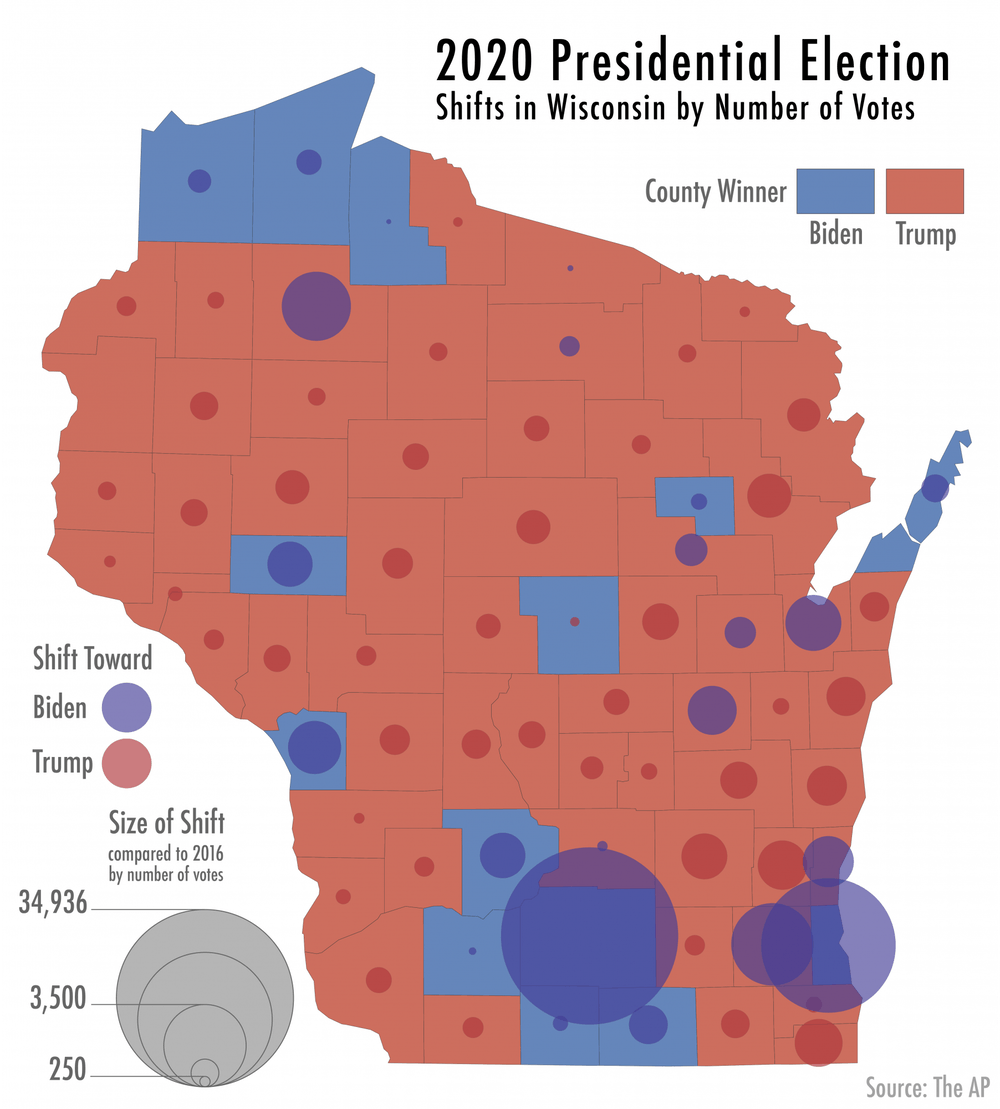 2020 Presidential Election
Shifts in Wisconsin by Number of Votes
County Winner
Biden
Trump
Shift Toward
Biden
Trump
Size of Shift
compared to 2016
by number of votes
34,936
3,500
250
Source: The AP